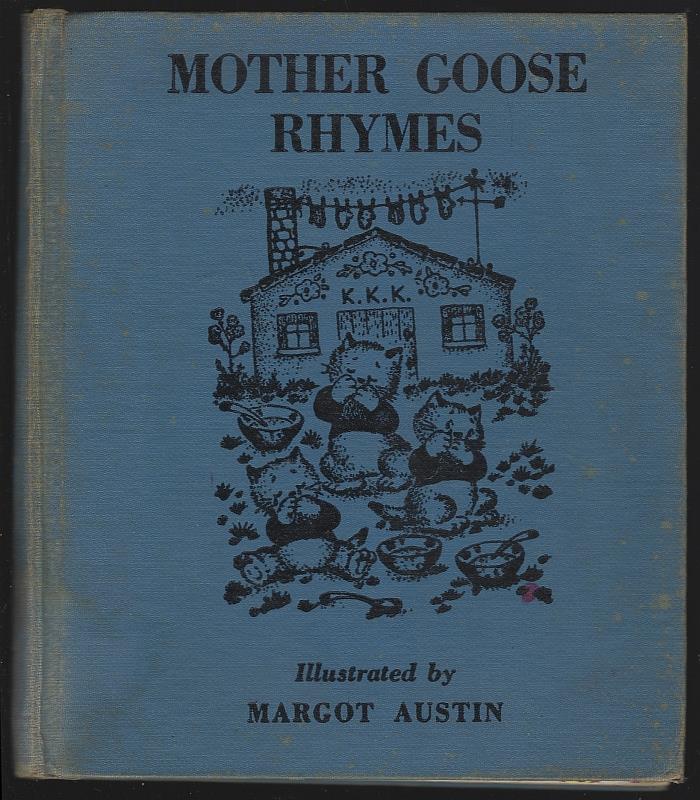 MOTHER GOOSE
RHYMES
K.K.K.
Illustrated by
MARGOT AUSTIN